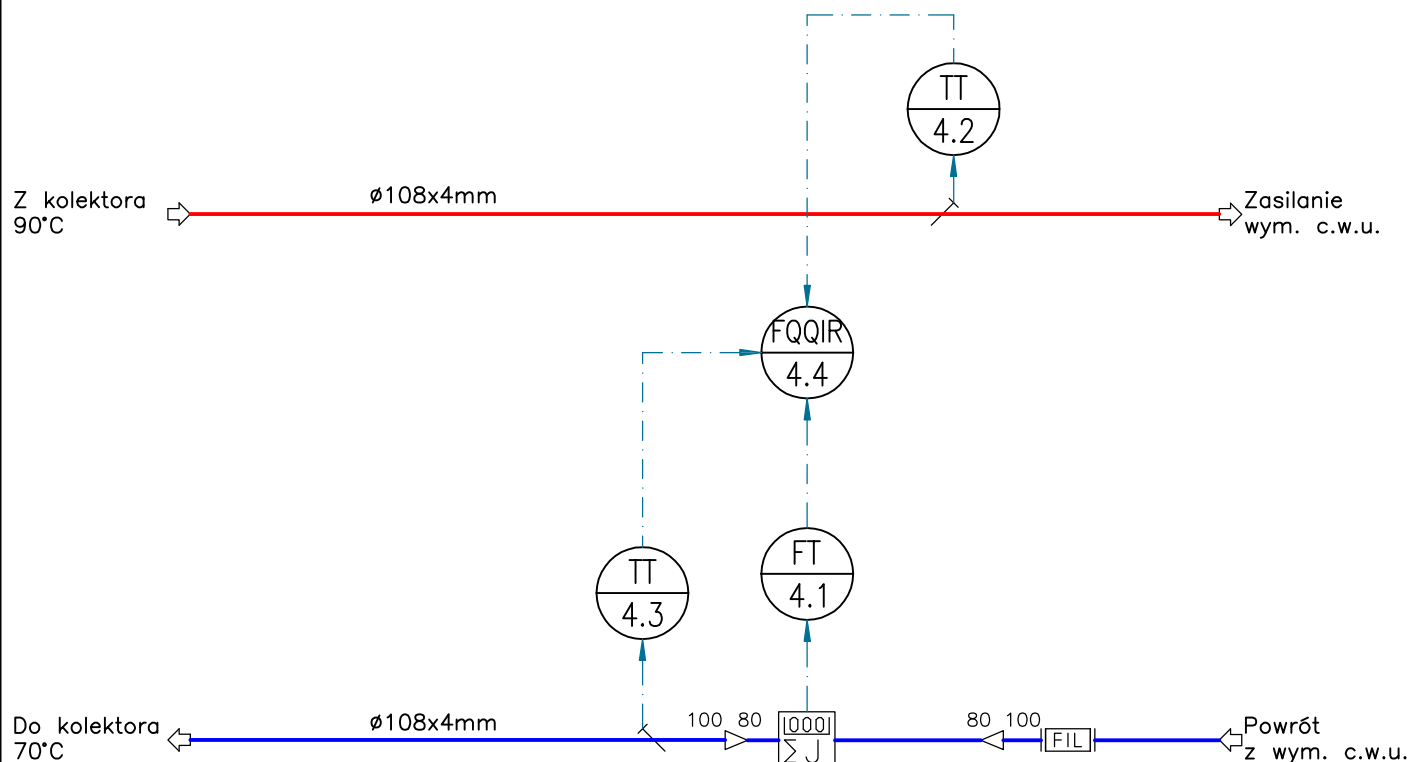 TT
4.2
Z kolektora
90°C
ø108x4mm
Zasilanie
wym. c.w.u.
FQQIR
4.4
FT
4.1
TT
4.3
Do kolektora
70°C
ø108x4mm
100 80
000
ΣJ
80 100
FIL
Powrót
z wym. c.w.u.